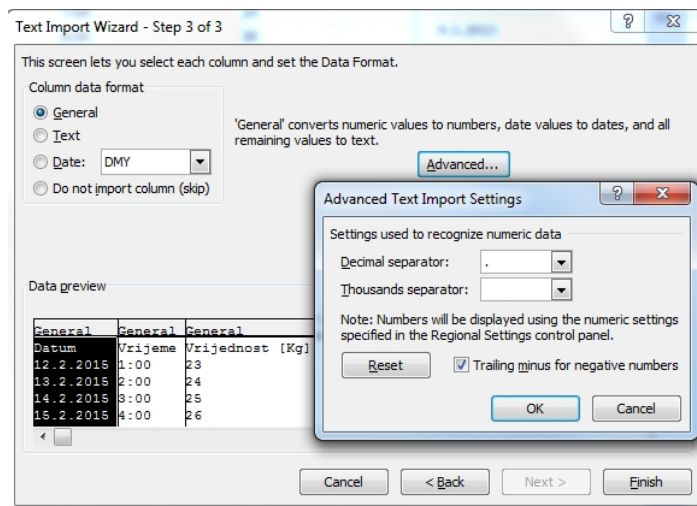 Text Import Wizard - Step 3 of 3
This screen lets you select each column and set the Data Format.
Column data format
General
Text
Date: DMY
Do not import column (skip)
'General' converts numeric values to numbers, date values to dates, and all
remaining values to text.
Advanced...
Advanced Text Import Settings
Settings used to recognize numeric data
Decimal separator: .
Thousands separator:
Note: Numbers will be displayed using the numeric settings
specified in the Regional Settings control panel.
Reset
Trailing minus for negative numbers
OK Cancel
Data preview
General General General
Datum Vrijeme Vrijednost [Kg]
12.2.2015 1:00 23
13.2.2015 2:00 24
14.2.2015 3:00 25
15.2.2015 4:00 26
Cancel < Back Next > Finish